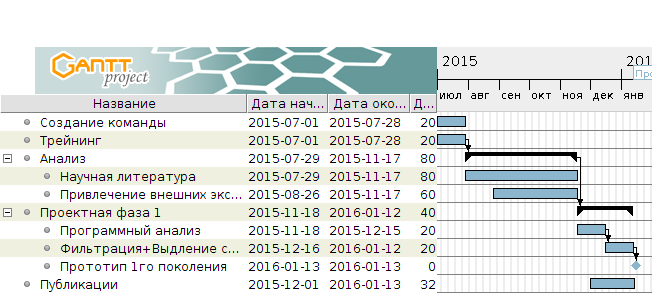 GANTT
project
2015
201
Про
июл авг сен окт ноя дек янв
Название Дата нач... Дата око... Д...
Создание команды 2015-07-01 2015-07-28 20
Трейнинг 2015-07-01 2015-07-28 20
Анализ 2015-07-29 2015-11-17 80
Научная литература 2015-07-29 2015-11-17 80
Привлечение внешних экс... 2015-08-26 2015-11-17 60
Проектная фаза 1 2015-11-18 2016-01-12 40
Программный анализ 2015-11-18 2015-12-15 20
Фильтрация+Выдление с... 2015-12-16 2016-01-12 20
Прототип 1го поколения 2016-01-13 2016-01-13 0
Публикации 2015-12-01 2016-01-13 32